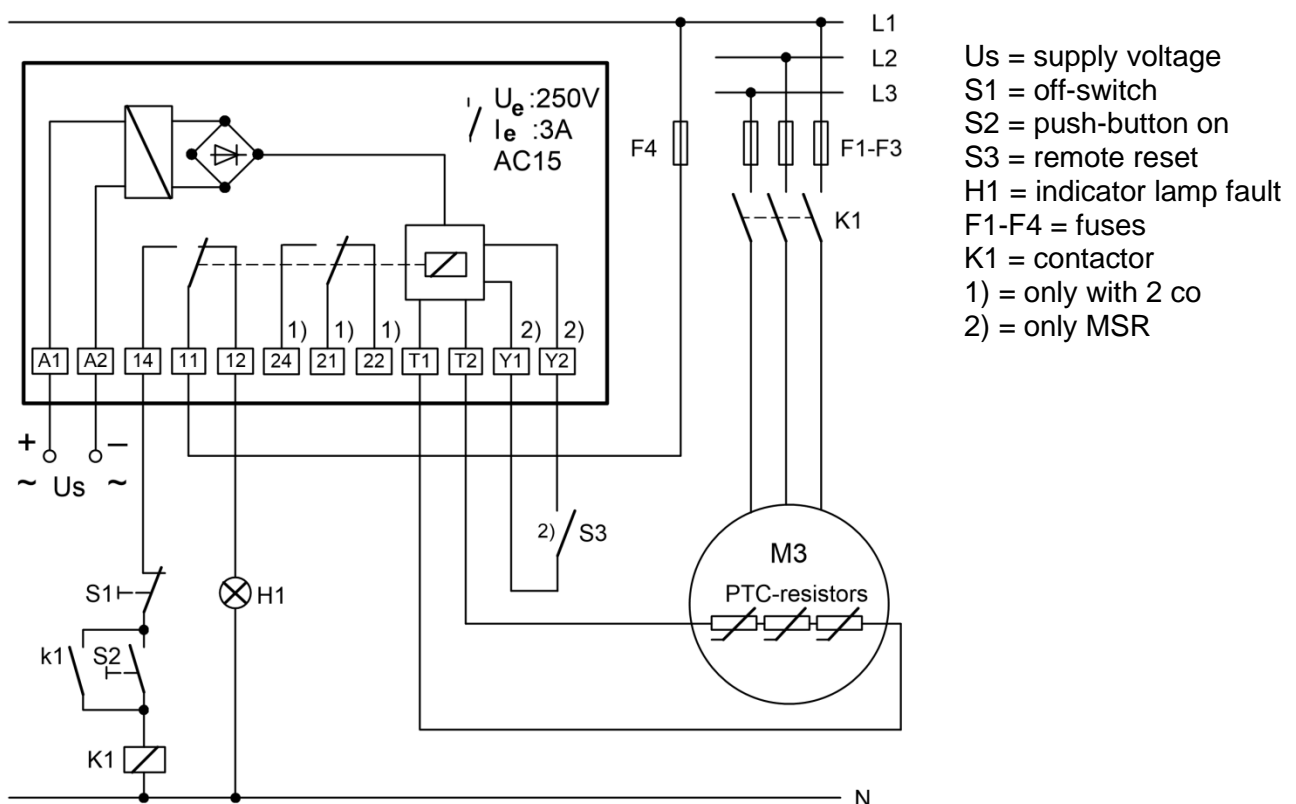 L1
L2
L3
Us = supply voltage
S1 = off-switch
S2 = push-button on
S3 = remote reset
H1 = indicator lamp fault
F1-F4 = fuses
K1 = contactor
1) = only with 2 co
2) = only MSR
Ue :250V
Ie :3A
AC15
F4
F1-F3
K1
1) 1) 1) 2) 2)
A1 A2 14 11 12 24 21 22 T1 T2 Y1 Y2
+ –
~ Us ~
2) S3
M3
PTC-resistors
S1
H1
k1 S2
K1
N